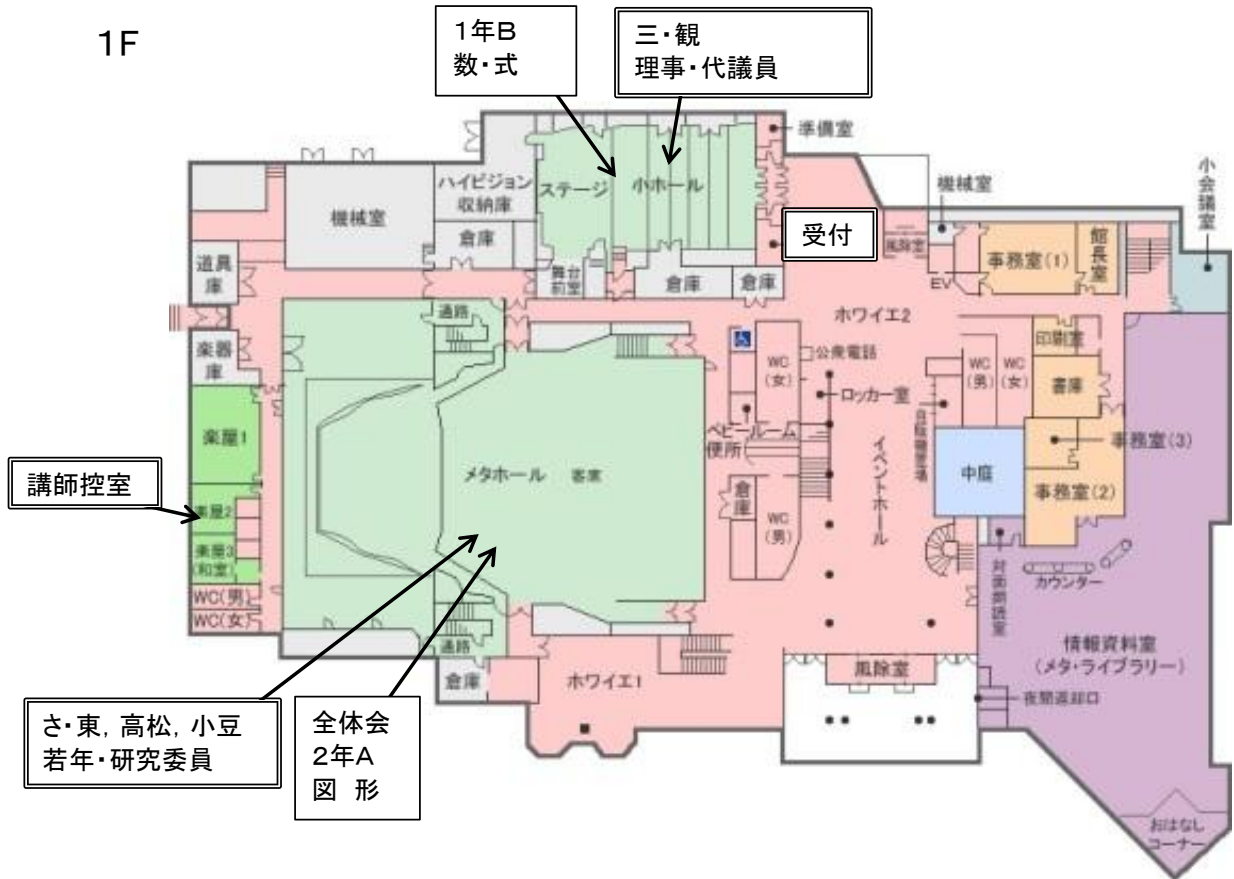 1F
1年B
数・式
三・観
理事・代議員
準備室
小会議室
機械室
ハイビジョン
収納庫
ステージ
小ホール
機械室
倉庫
受付
風除室
事務室(1)
館長室
EV
道具庫
舞台
前室
倉庫
倉庫
通路
ホワイエ2
印刷室
楽器庫
公衆電話
WC
(女)
WC
(男)
WC
(女)
書庫
ロッカー室
楽屋1
ベビールーム
便所
事務室(3)
メタホール
客席
イベントホール
中庭
講師控室
楽屋2
倉庫
WC
(男)
事務室(2)
楽屋3
(和室)
カウンター
対面朗読室
WC(男)
WC(女)
通路
情報資料室
(メタ・ライブラリー)
倉庫
ホワイエ1
風除室
夜間返却口
さ・東，高松，小豆
若年・研究委員
全体会
2年A
図　形
おはなし
コーナー